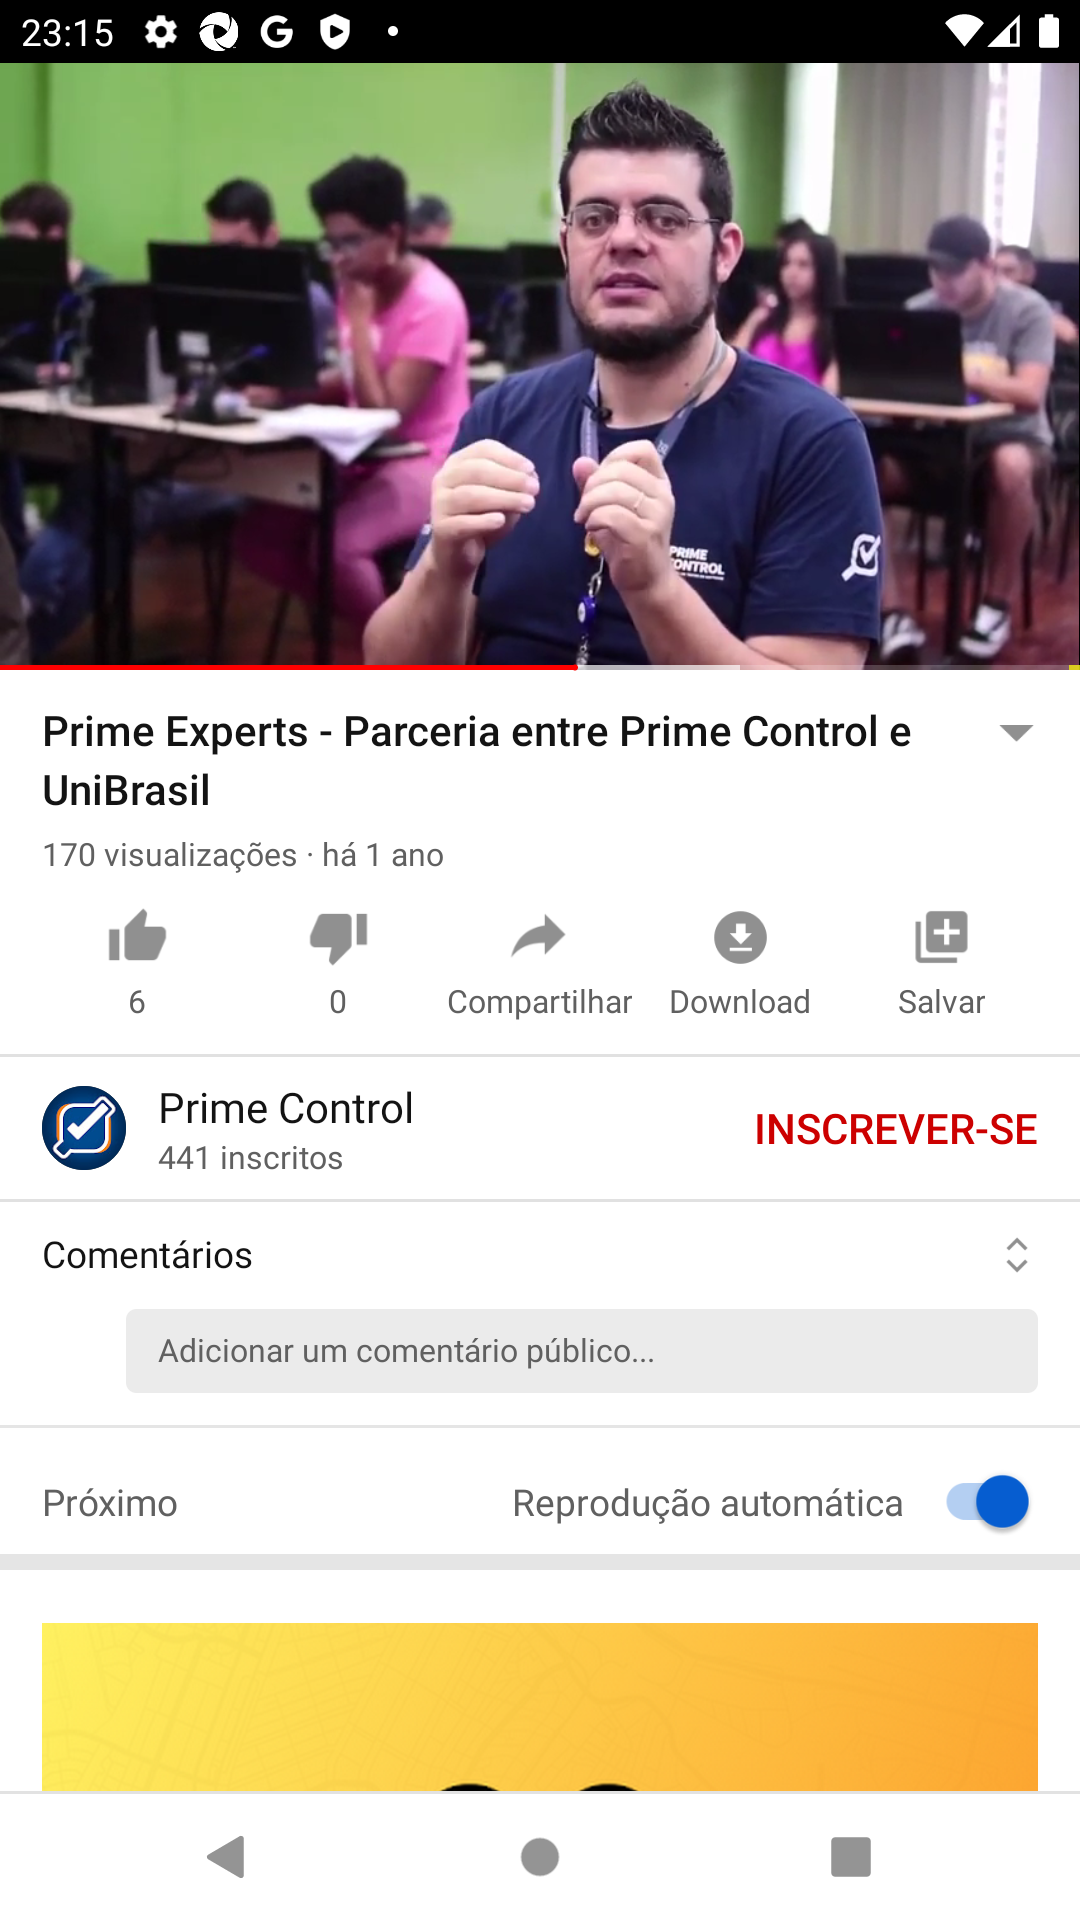 23:15
PRIME
CONTROL
Prime Experts - Parceria entre Prime Control e
UniBrasil
170 visualizações · há 1 ano
6
0
Compartilhar
Download
Salvar
Prime Control
441 inscritos
INSCREVER-SE
Comentários
Adicionar um comentário público...
Próximo
Reprodução automática